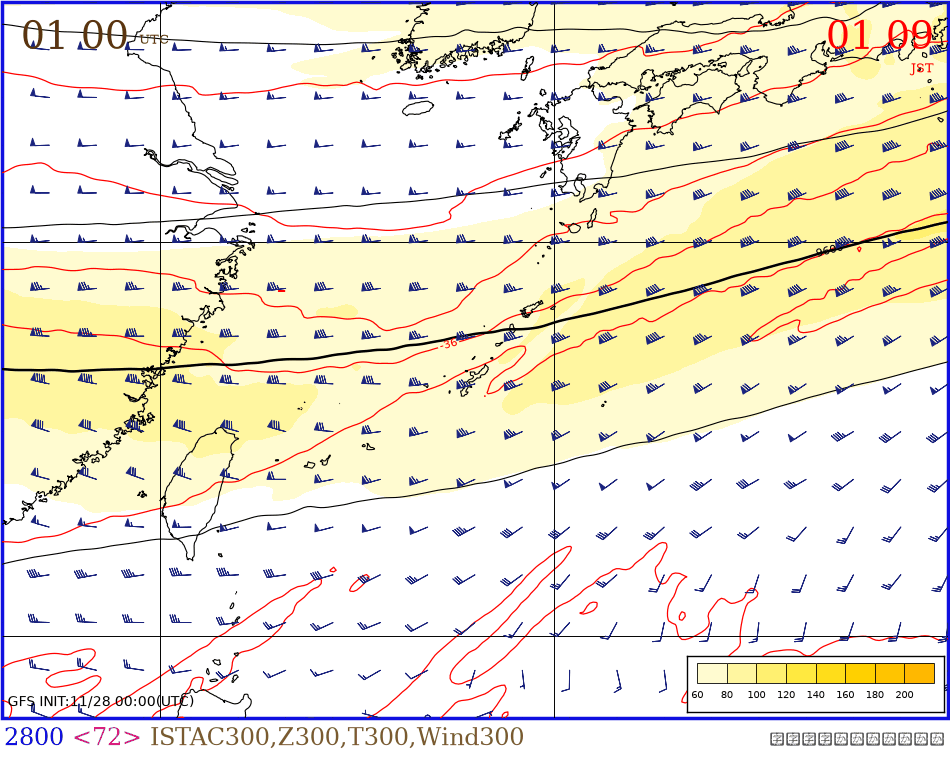 01 00 UTC
01 09
JST
9600
-36
GFS INIT:11/28 00:00(UTC)
60 80 100 120 140 160 180 200
2800 <72> ISTAC300,Z300,T300,Wind300